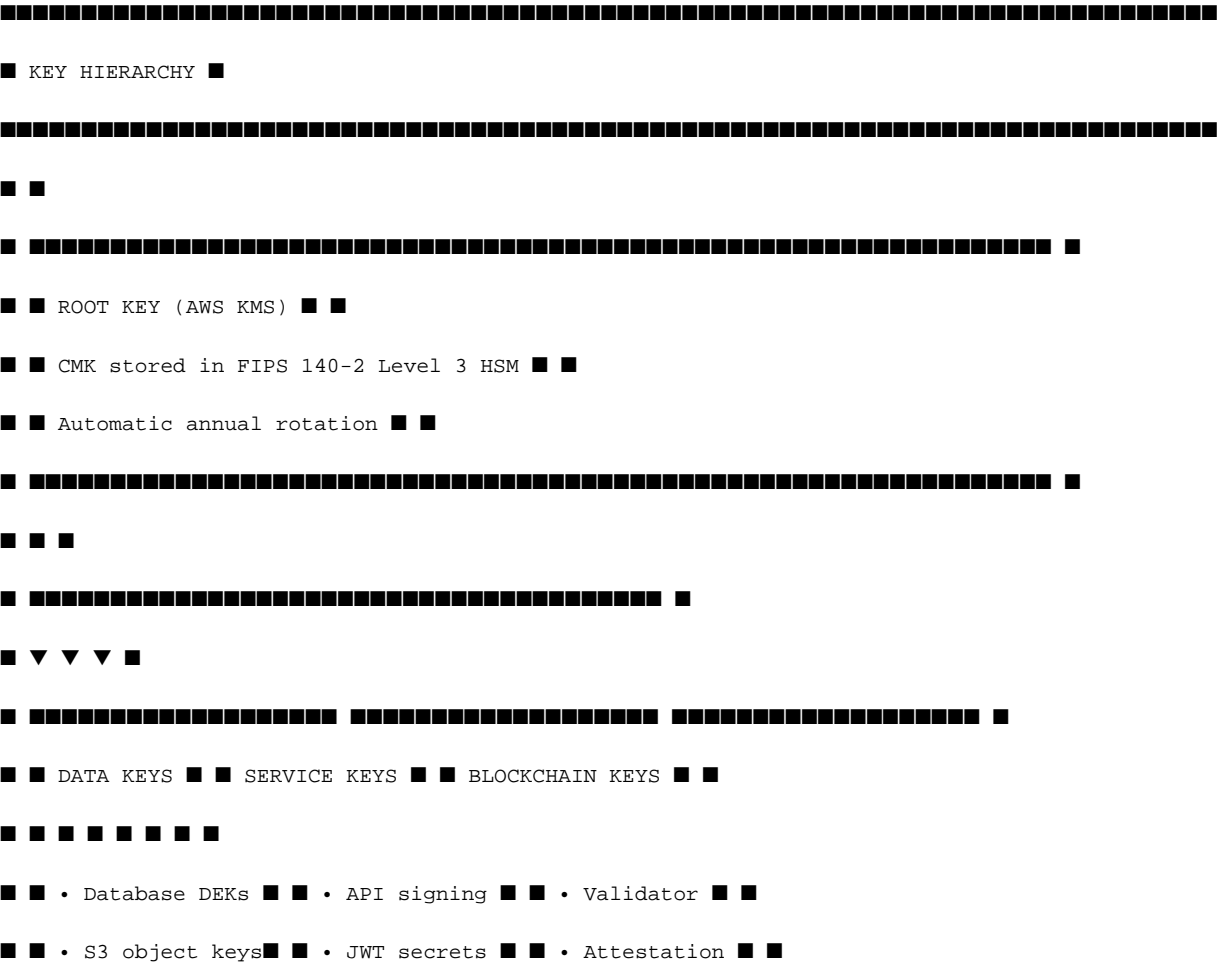 ■■■■■■■■■■■■■■■■■■■■■■■■■■■■■■■■■■■■■■■■■■■■■■■■■■■■■■■■■■■■■■■■■■■■■■■■■■■
■ KEY HIERARCHY ■
■■■■■■■■■■■■■■■■■■■■■■■■■■■■■■■■■■■■■■■■■■■■■■■■■■■■■■■■■■■■■■■■■■■■■■■■■■■
■ ■
■ ■■■■■■■■■■■■■■■■■■■■■■■■■■■■■■■■■■■■■■■■■■■■■■■■■■■■■■■■■■■■■■■ ■
■ ■ ROOT KEY (AWS KMS) ■ ■
■ ■ CMK stored in FIPS 140-2 Level 3 HSM ■ ■
■ ■ Automatic annual rotation ■ ■
■ ■■■■■■■■■■■■■■■■■■■■■■■■■■■■■■■■■■■■■■■■■■■■■■■■■■■■■■■■■■■■■■■ ■
■ ■ ■
■ ■■■■■■■■■■■■■■■■■■■■■■■■■■■■■■■■■■■■■■■ ■
■ ▼ ▼ ▼ ■
■ ■■■■■■■■■■■■■■■■■■■ ■■■■■■■■■■■■■■■■■■■ ■■■■■■■■■■■■■■■■■■■ ■
■ ■ DATA KEYS ■ ■ SERVICE KEYS ■ ■ BLOCKCHAIN KEYS ■ ■
■ ■ ■ ■ ■ ■ ■ ■
■ ■ • Database DEKs ■ ■ • API signing ■ ■ • Validator ■ ■
■ ■ • S3 object keys■ ■ • JWT secrets ■ ■ • Attestation ■ ■